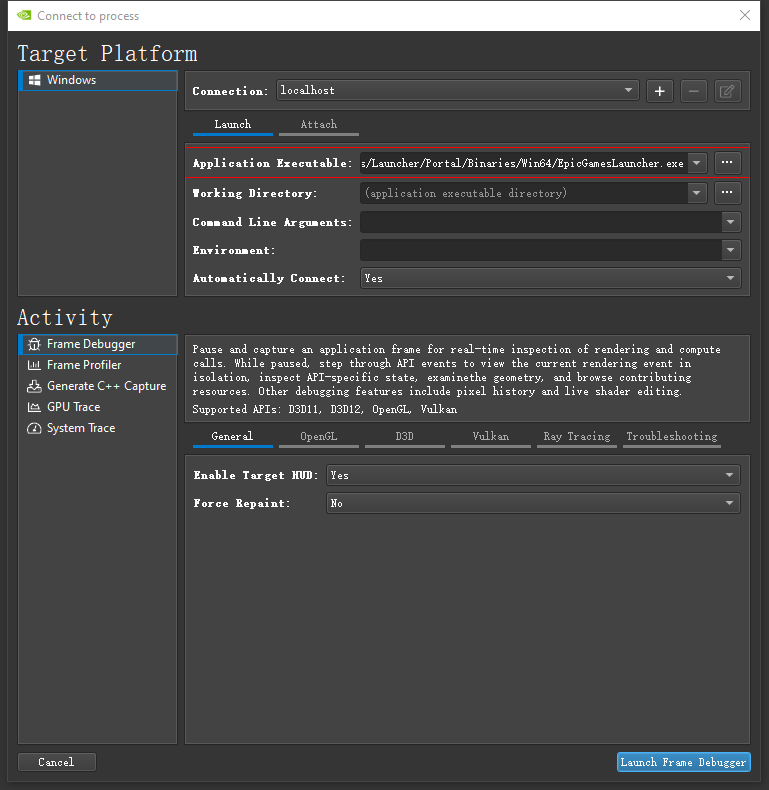 Connect to process
Target Platform
Windows
Connection: localhost
Launch Attach
Application Executable: s/Launcher/Portal/Binaries/Win64/EpicGamesLauncher.exe
Working Directory: (application executable directory)
Command Line Arguments:
Environment:
Automatically Connect: Yes
Activity
Frame Debugger
Frame Profiler
Generate C++ Capture
GPU Trace
System Trace
Pause and capture an application frame for real-time inspection of rendering and compute
calls. While paused, step through API events to view the current rendering event in
isolation, inspect API-specific state, examinethe geometry, and browse contributing
resources. Other debugging features include pixel history and live shader editing.
Supported APIs: D3D11, D3D12, OpenGL, Vulkan
General OpenGL D3D Vulkan Ray Tracing Troubleshooting
Enable Target HUD: Yes
Force Repaint: No
Cancel
Launch Frame Debugger